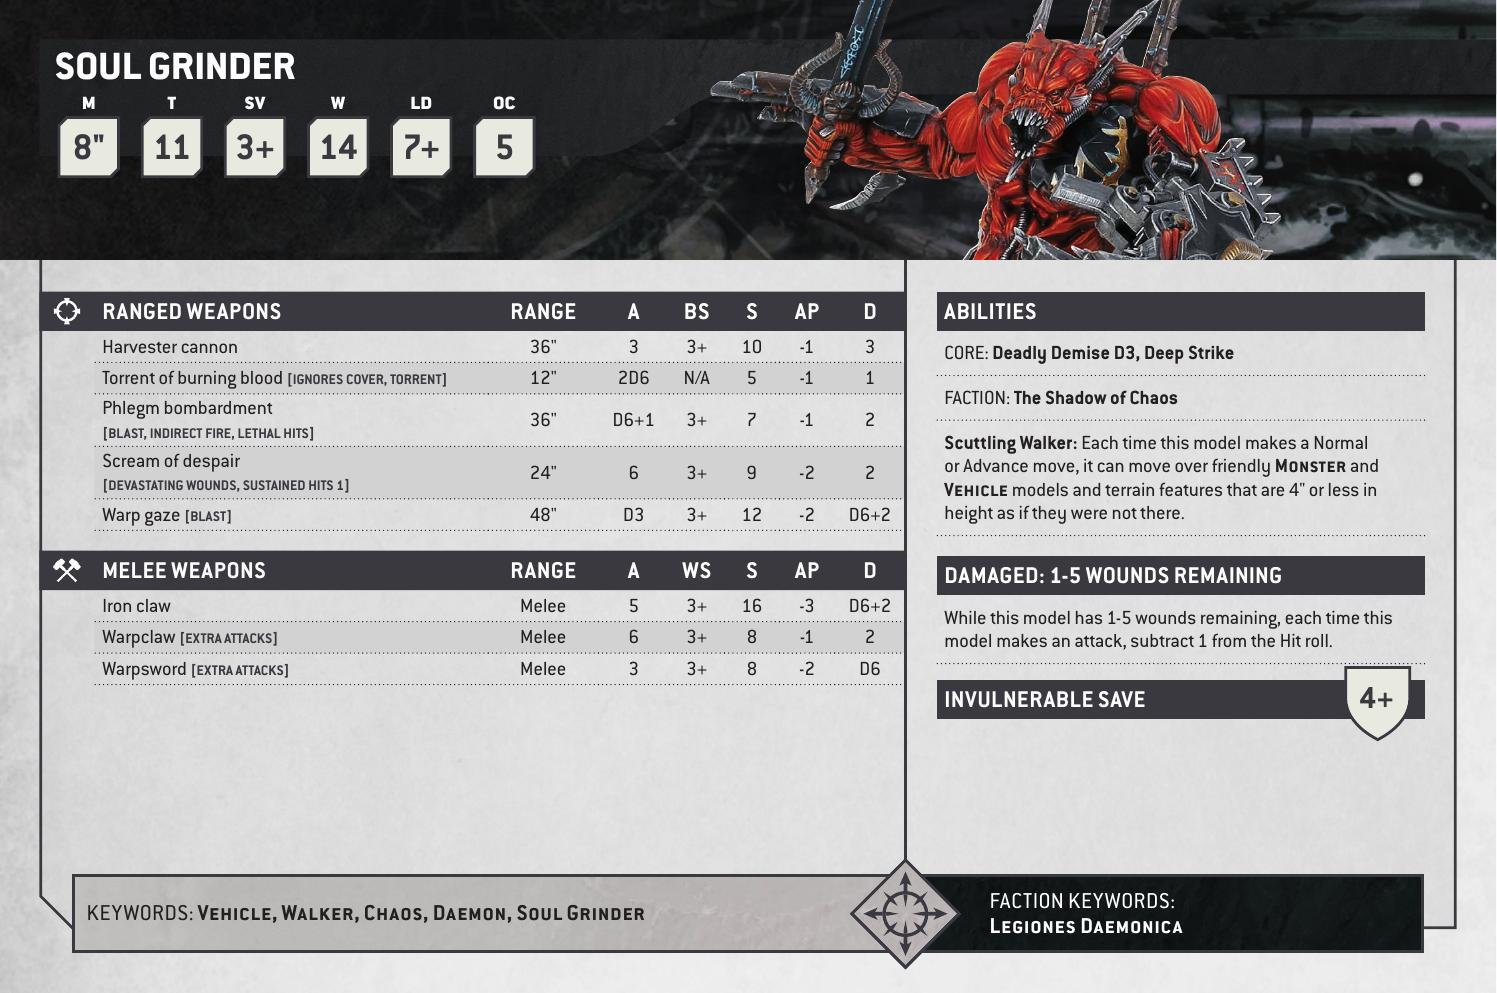 SOUL GRINDER
M T SV W LD OC
8" 11 3+ 14 7+ 5
RANGED WEAPONS RANGE A BS S AP D
Harvester cannon 36" 3 3+ 10 -1 3
Torrent of burning blood [IGNORES COVER, TORRENT] 12" 2D6 N/A 5 -1 1
Phlegm bombardment
[BLAST, INDIRECT FIRE, LETHAL HITS] 36" D6+1 3+ 7 -1 2
Scream of despair
[DEVASTATING WOUNDS, SUSTAINED HITS 1] 24" 6 3+ 9 -2 2
Warp gaze [BLAST] 48" D3 3+ 12 -2 D6+2
MELEE WEAPONS RANGE A WS S AP D
Iron claw Melee 5 3+ 16 -3 D6+2
Warpclaw [EXTRA ATTACKS] Melee 6 3+ 8 -1 2
Warpsword [EXTRA ATTACKS] Melee 3 3+ 8 -2 D6
ABILITIES
CORE: Deadly Demise D3, Deep Strike
FACTION: The Shadow of Chaos
Scuttling Walker: Each time this model makes a Normal
or Advance move, it can move over friendly MONSTER and
VEHICLE models and terrain features that are 4" or less in
height as if they were not there.
DAMAGED: 1-5 WOUNDS REMAINING
While this model has 1-5 wounds remaining, each time this
model makes an attack, subtract 1 from the Hit roll.
INVULNERABLE SAVE 4+
KEYWORDS: VEHICLE, WALKER, CHAOS, DAEMON, SOUL GRINDER
FACTION KEYWORDS:
LEGIONES DAEMONICA